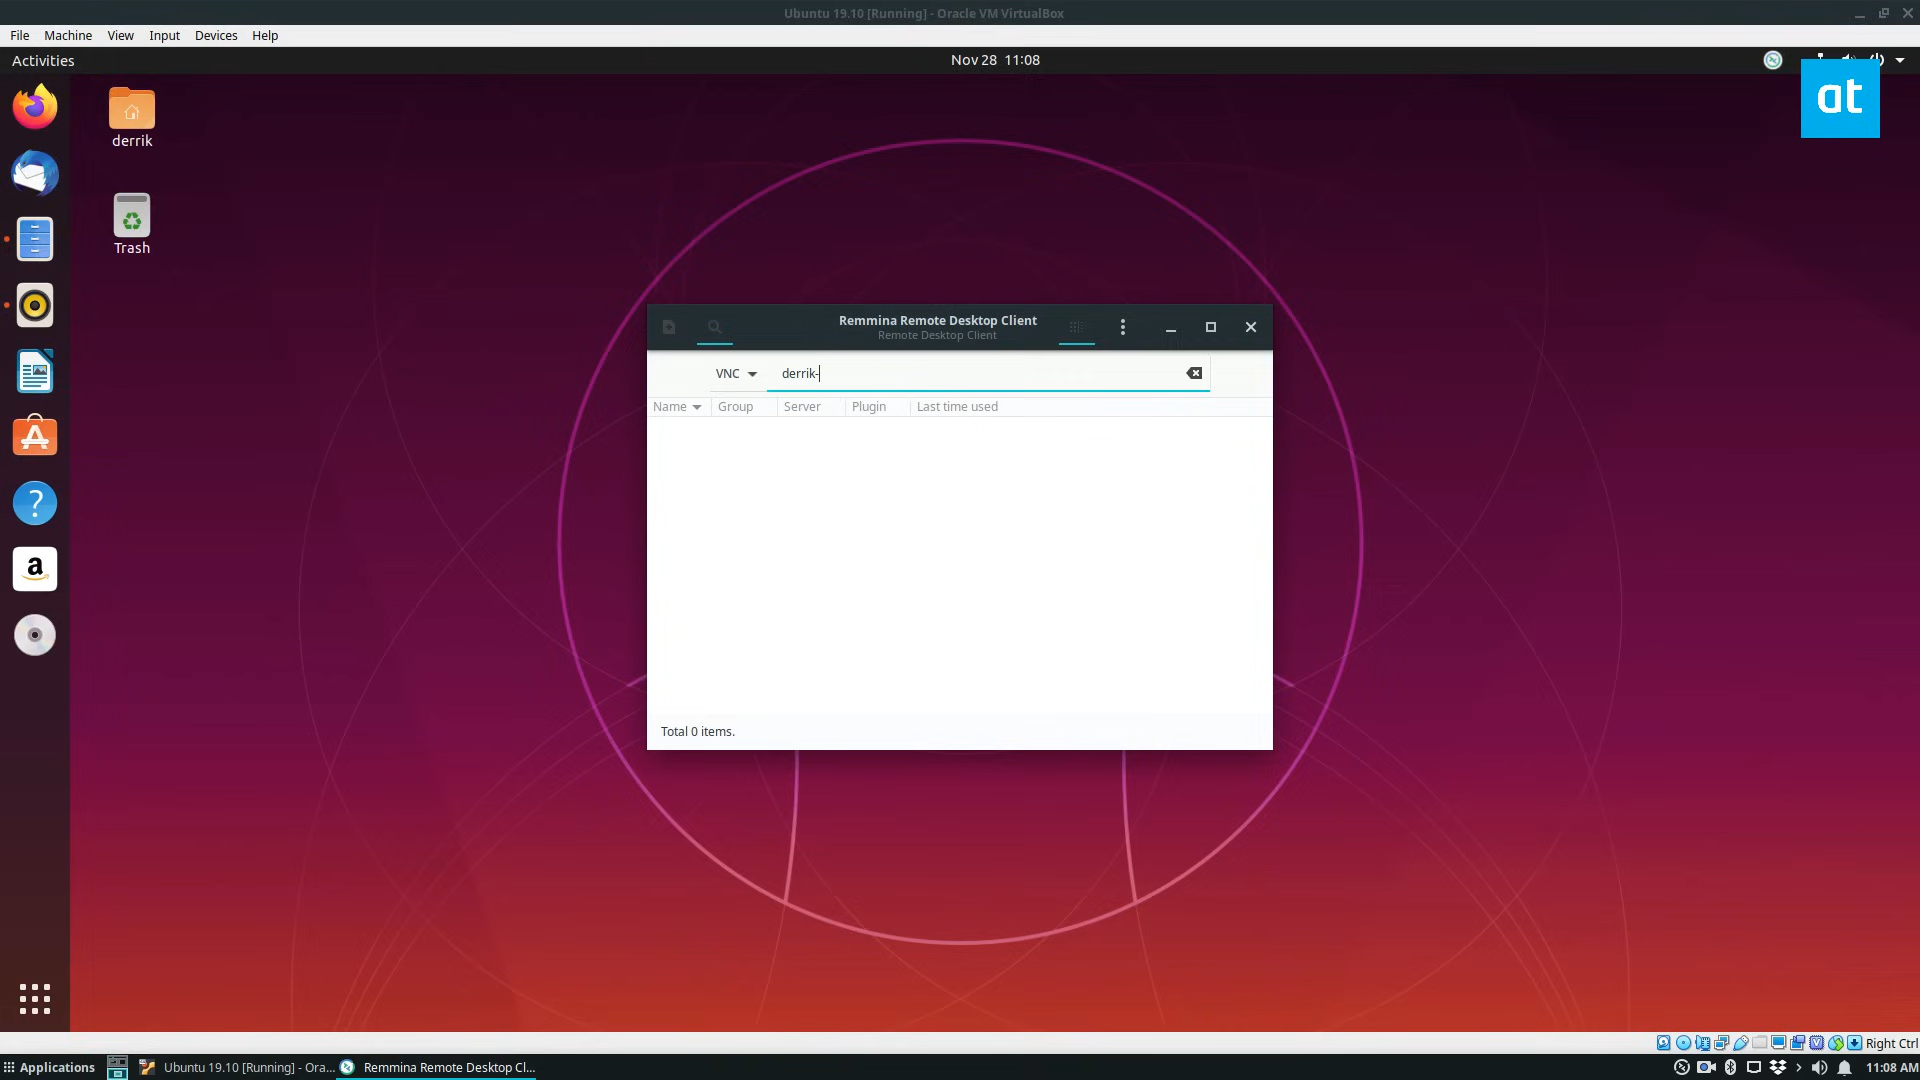 Ubuntu 19.10 [Running] - Oracle VM VirtualBox
File Machine View Input Devices Help
Activities
Nov 28 11:08
at
derrik
Trash
Remmina Remote Desktop Client
Remote Desktop Client
VNC
derrik-
Name Group Server Plugin Last time used
Total 0 items.
?
a
Right Ctrl
Applications
Ubuntu 19.10 [Running] - Ora...
Remmina Remote Desktop Cl...
11:08 AM